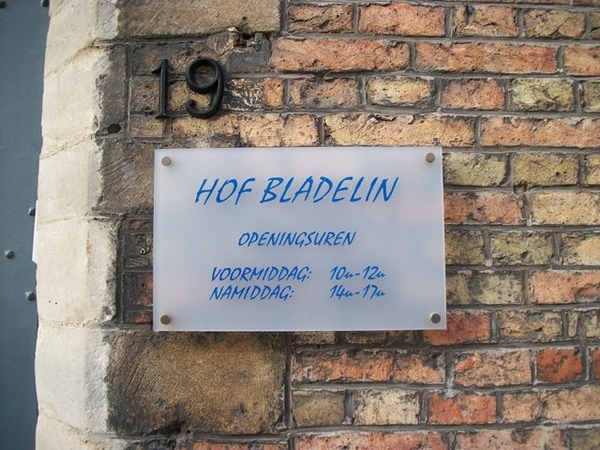 19
HOF BLADELIN
OPENINGSUREN
VOORMIDDAG: 10u-12u
NAMIDDAG: 14u-17u